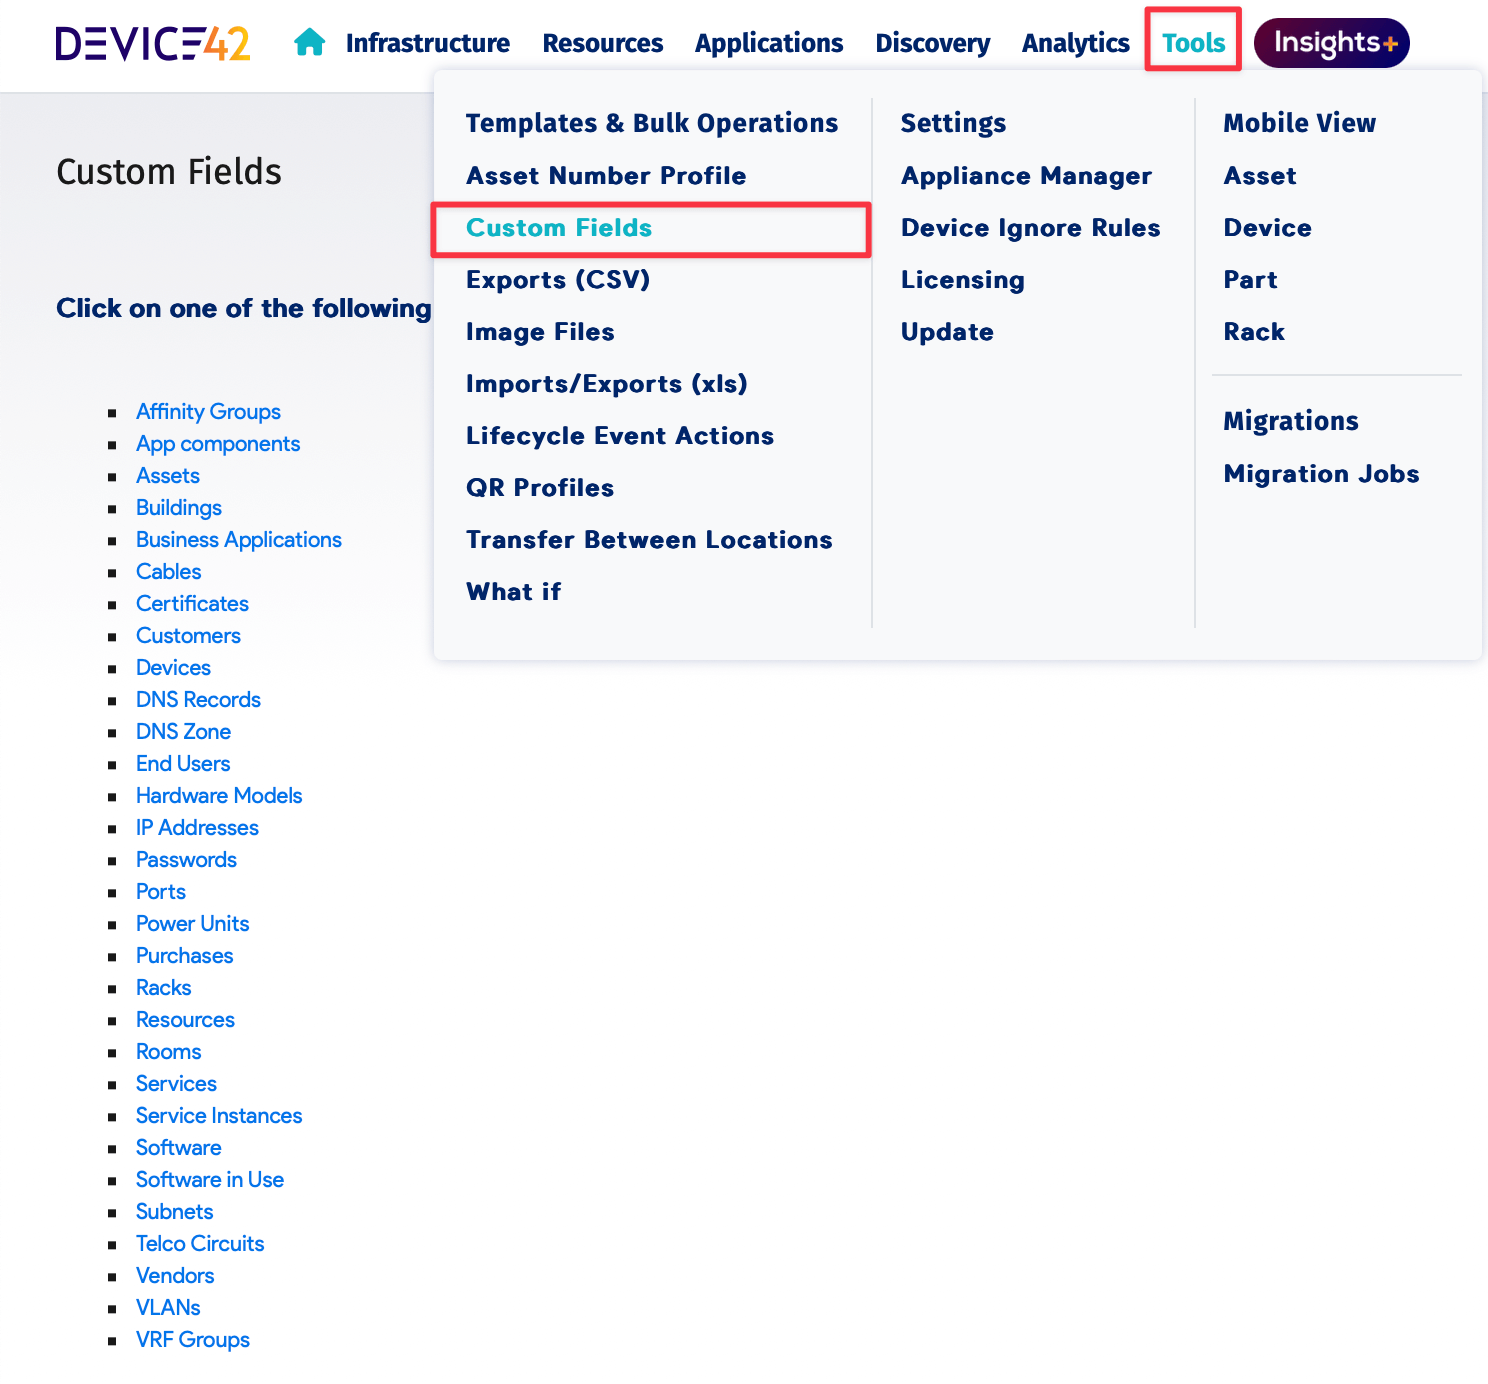 DEVICE42
Infrastructure
Resources
Applications
Discovery
Analytics
Tools
Insights+
Custom Fields
Click on one of the following
Templates & Bulk Operations
Asset Number Profile
Custom Fields
Exports (CSV)
Image Files
Imports/Exports (xls)
Lifecycle Event Actions
QR Profiles
Transfer Between Locations
What if
Settings
Appliance Manager
Device Ignore Rules
Licensing
Update
Mobile View
Asset
Device
Part
Rack
Migrations
Migration Jobs
Affinity Groups
App components
Assets
Buildings
Business Applications
Cables
Certificates
Customers
Devices
DNS Records
DNS Zone
End Users
Hardware Models
IP Addresses
Passwords
Ports
Power Units
Purchases
Racks
Resources
Rooms
Services
Service Instances
Software
Software in Use
Subnets
Telco Circuits
Vendors
VLANs
VRF Groups